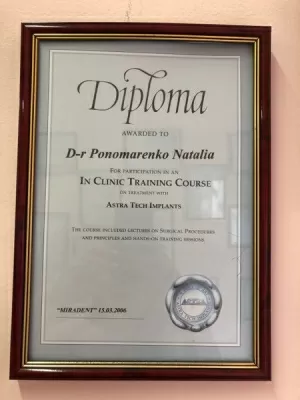 Diploma
AWARDED TO
D-r Ponomarenko Natalia
FOR PARTICIPATION IN AN
IN CLINIC TRAINING COURSE
ON TREATMENT WITH
ASTRA TECH IMPLANTS
THE COURSE INCLUDED LECTURES ON SURGICAL PROCEDURES
AND PRINCIPLES AND HANDS-ON TRAINING SESSIONS.
"MIRADENT" 15.03.2006
ASTRA